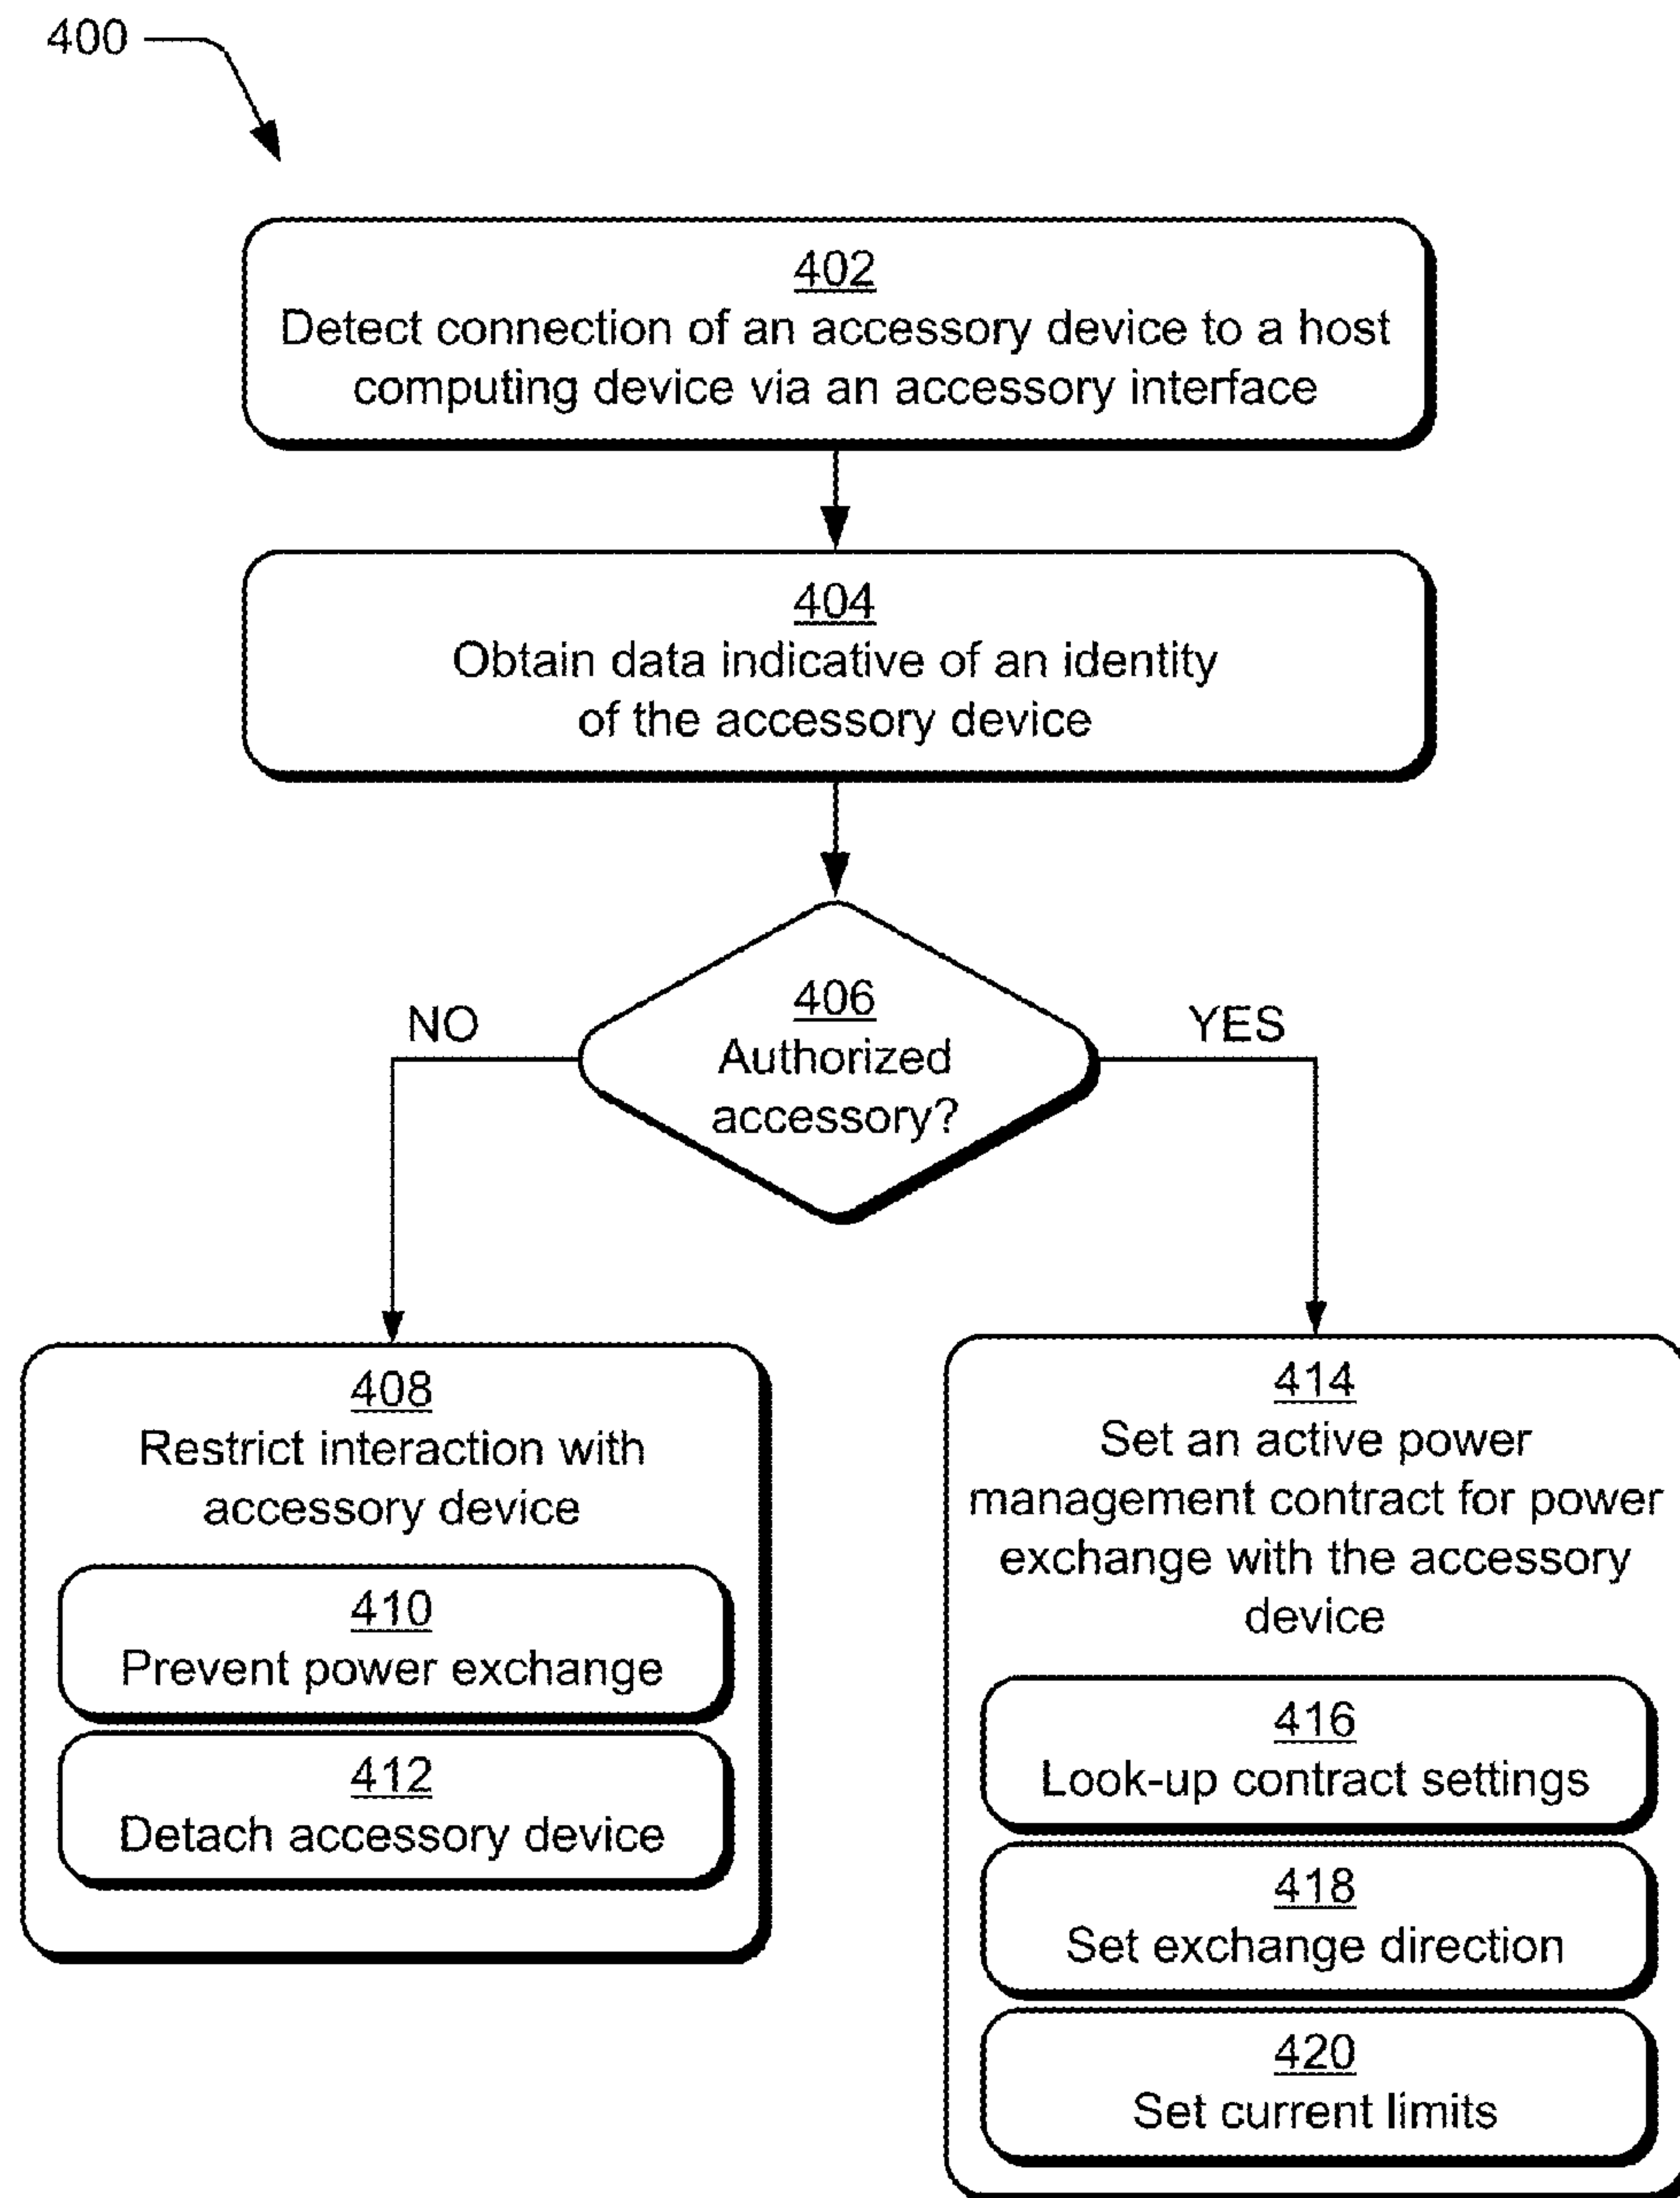 400
402
Detect connection of an accessory device to a host
computing device via an accessory interface
404
Obtain data indicative of an identity
of the accessory device
406
Authorized
accessory?
NO
YES
408
Restrict interaction with
accessory device
410
Prevent power exchange
412
Detach accessory device
414
Set an active power
management contract for power
exchange with the accessory
device
416
Look-up contract settings
418
Set exchange direction
420
Set current limits